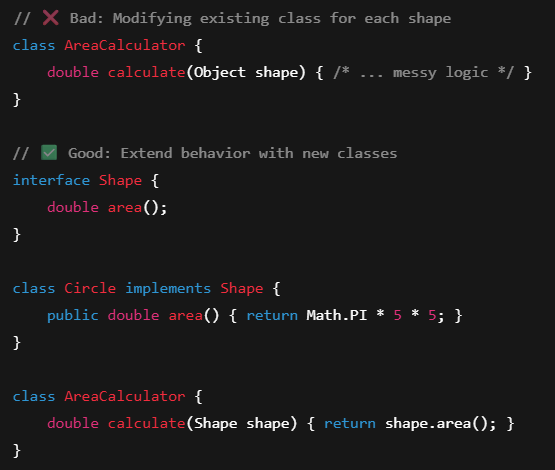 // ❌ Bad: Modifying existing class for each shape
class AreaCalculator {
    double calculate(Object shape) { /* ... messy logic */ }
}

// ✅ Good: Extend behavior with new classes
interface Shape {
    double area();
}

class Circle implements Shape {
    public double area() { return Math.PI * 5 * 5; }
}

class AreaCalculator {
    double calculate(Shape shape) { return shape.area(); }
}